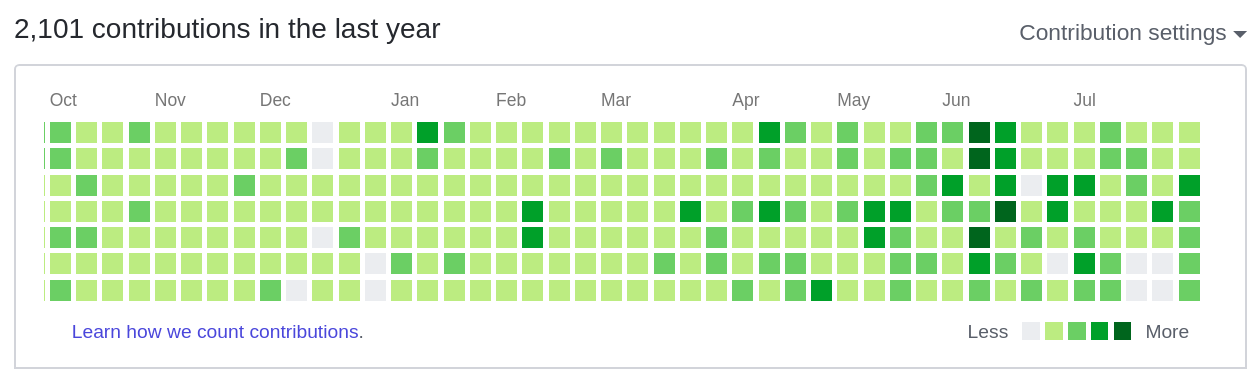 2,101 contributions in the last year
Contribution settings
Oct Nov Dec Jan Feb Mar Apr May Jun Jul
Learn how we count contributions.
Less More